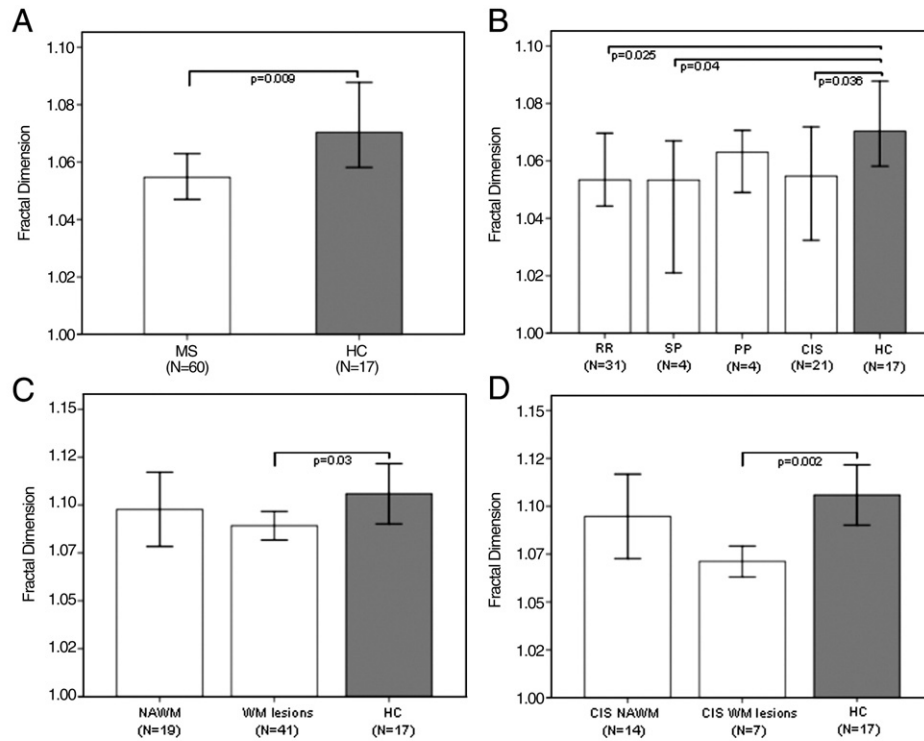 A
Fractal Dimension
1.10
1.08
1.06
1.04
1.02
1.00
p=0.009
MS
(N=60)
HC
(N=17)
B
Fractal Dimension
1.10
1.08
1.06
1.04
1.02
1.00
p=0.025
p=0.04
p=0.036
RR
(N=31)
SP
(N=4)
PP
(N=4)
CIS
(N=21)
HC
(N=17)
C
Fractal Dimension
1.15
1.12
1.10
1.07
1.05
1.02
1.00
p=0.03
NAWM
(N=19)
WM lesions
(N=41)
HC
(N=17)
D
Fractal Dimension
1.15
1.12
1.10
1.07
1.05
1.02
1.00
p=0.002
CIS NAWM
(N=14)
CIS WM lesions
(N=7)
HC
(N=17)